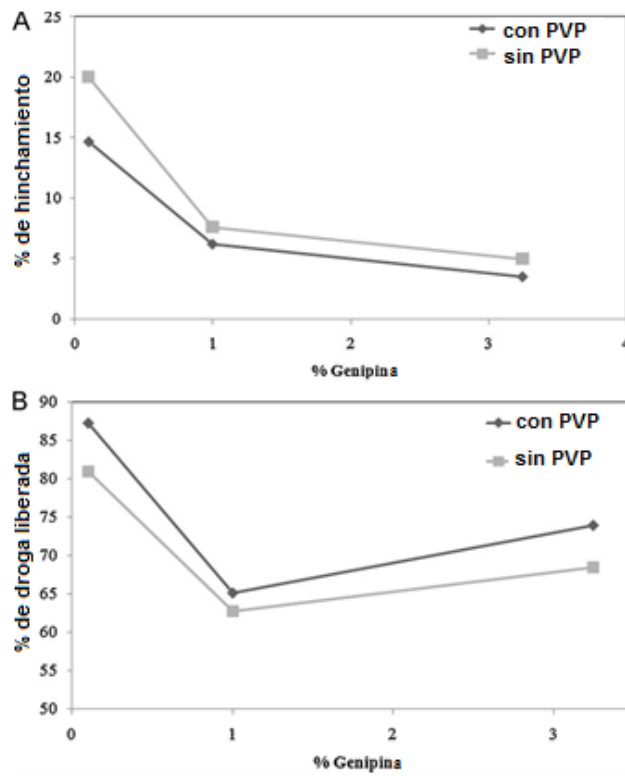 A
con PVP
sin PVP
% de hinchamiento
25
20
15
10
5
0
0 1 2 3 4
% Genipina
B
con PVP
sin PVP
% de droga liberada
90
85
80
75
70
65
60
55
50
0 1 2 3
% Genipina